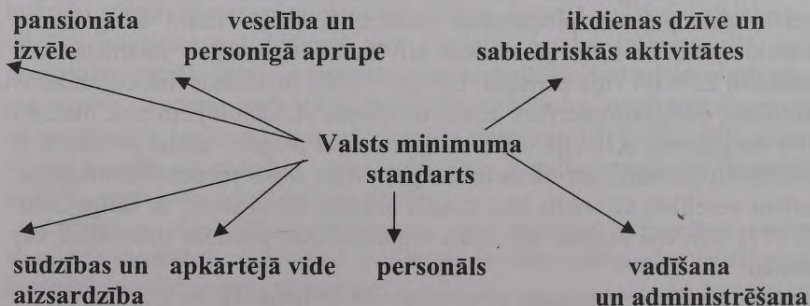 pansionāta
izvēle
veselība un
personīgā aprūpe
ikdienas dzīve un
sabiedriskās aktivitātes
Valsts minimuma
standarts
sūdzības un
aizsardzība
apkārtējā vide
personāls
vadīšana
un administrēšana